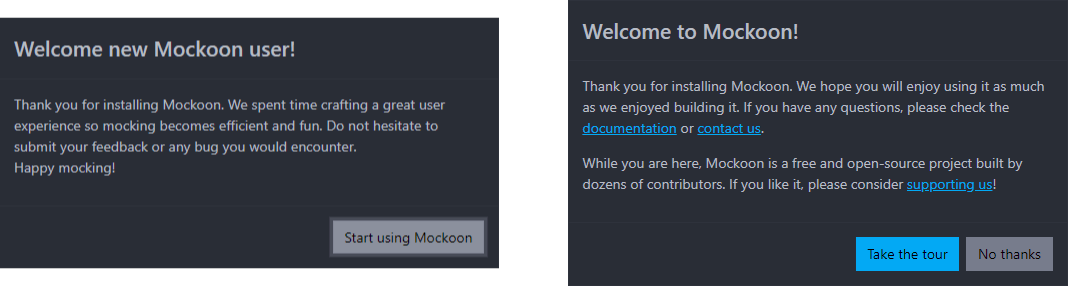 Welcome new Mockoon user!
Thank you for installing Mockoon. We spent time crafting a great user
experience so mocking becomes efficient and fun. Do not hesitate to
submit your feedback or any bug you would encounter.
Happy mocking!
Start using Mockoon
Welcome to Mockoon!
Thank you for installing Mockoon. We hope you will enjoy using it as much
as we enjoyed building it. If you have any questions, please check the
documentation or contact us.
While you are here, Mockoon is a free and open-source project built by
dozens of contributors. If you like it, please consider supporting us!
Take the tour
No thanks